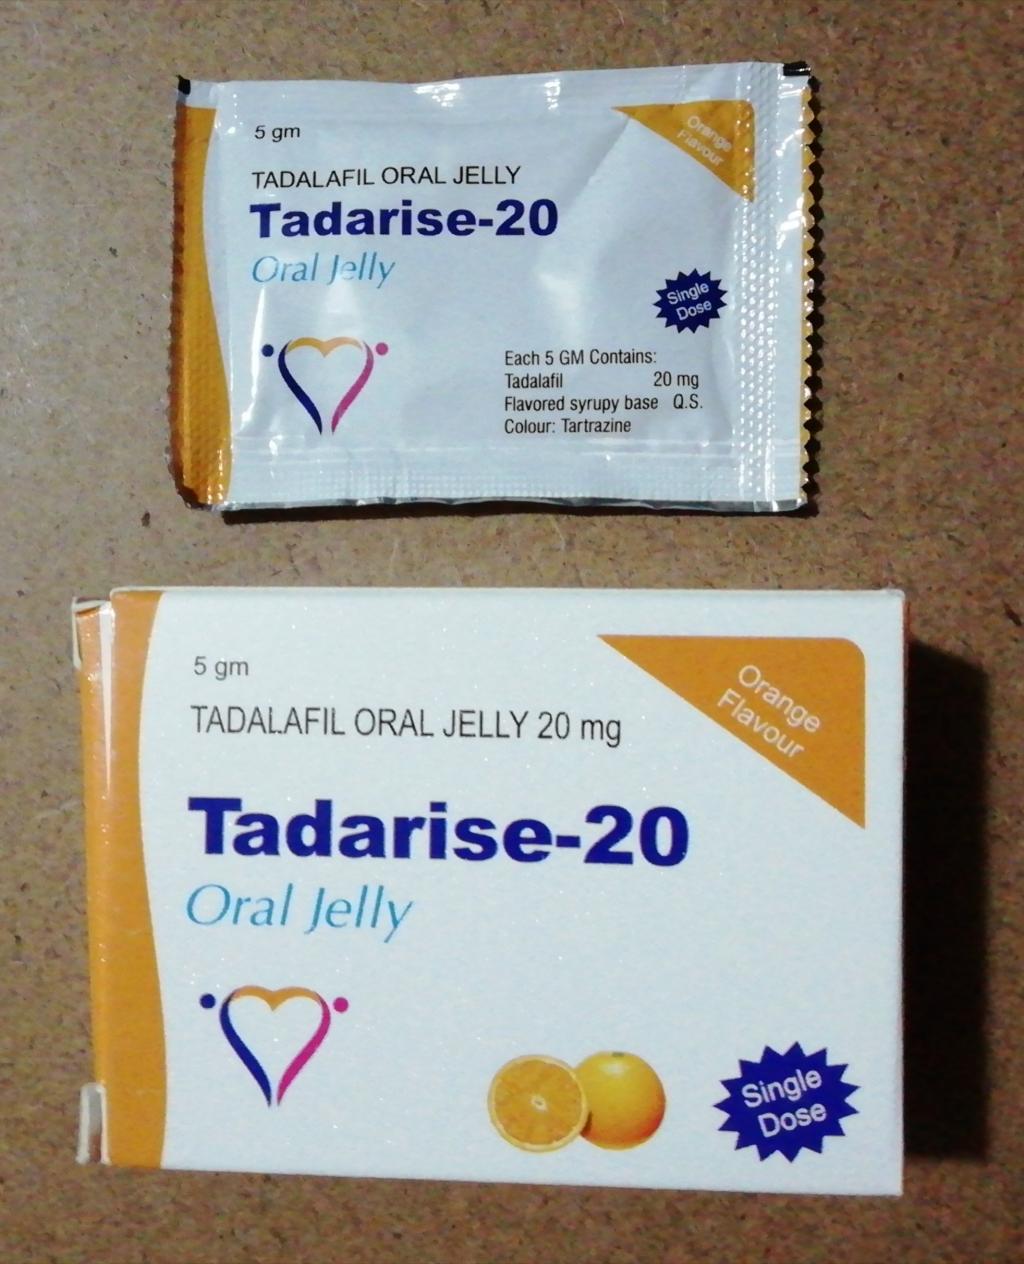 5 gm
Orange
Flavour
TADALAFIL ORAL JELLY
Tadarise-20
Oral Jelly
Single
Dose
Each 5 GM Contains:
Tadalafil 20 mg
Flavored syrupy base Q.S.
Colour: Tartrazine
5 gm
Orange
Flavour
TADALAFIL ORAL JELLY 20 mg
Tadarise-20
Oral Jelly
Single
Dose